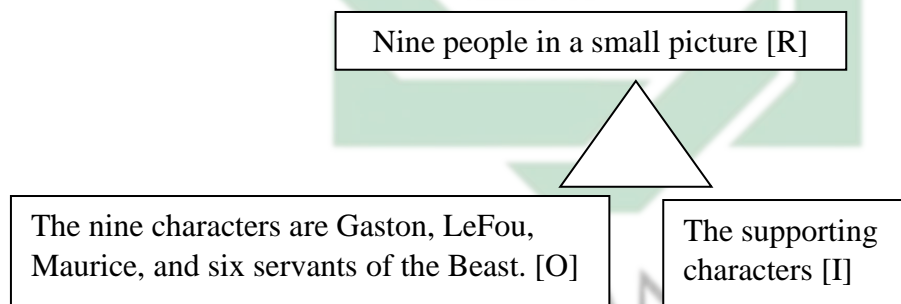 Nine people in a small picture [R]
The nine characters are Gaston, LeFou,
Maurice, and six servants of the Beast. [O]
The supporting
characters [I]